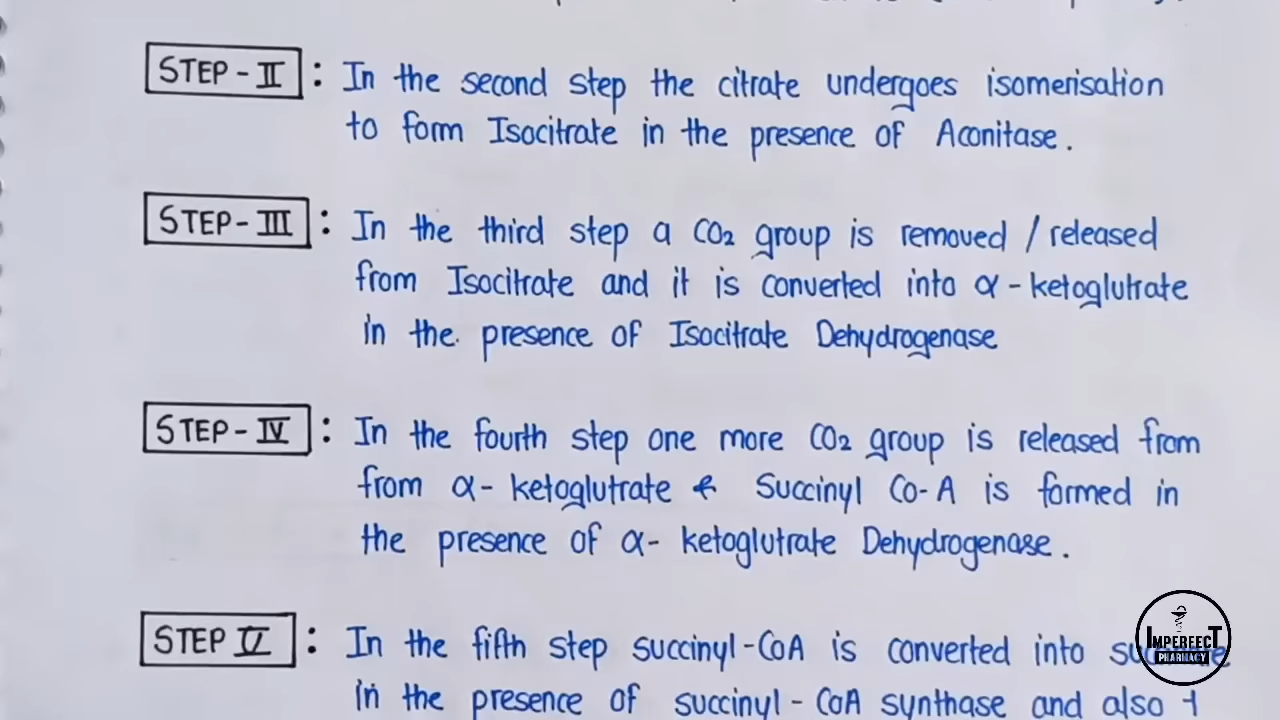 STEP - II : In the second step the citrate undergoes isomerisation
to form Isocitrate in the presence of Aconitase.
STEP - III : In the third step a CO2 group is removed / released
from Isocitrate and it is converted into α - ketoglutrate
in the presence of Isocitrate Dehydrogenase
STEP - IV : In the fourth step one more CO2 group is released from
from α - ketoglutrate & Succinyl Co-A is formed in
the presence of α - ketoglutrate Dehydrogenase.
STEP V : In the fifth step succinyl-CoA is converted into
in the presence of succinyl - CoA synthase and also
IMPERFECT
PHARMACY